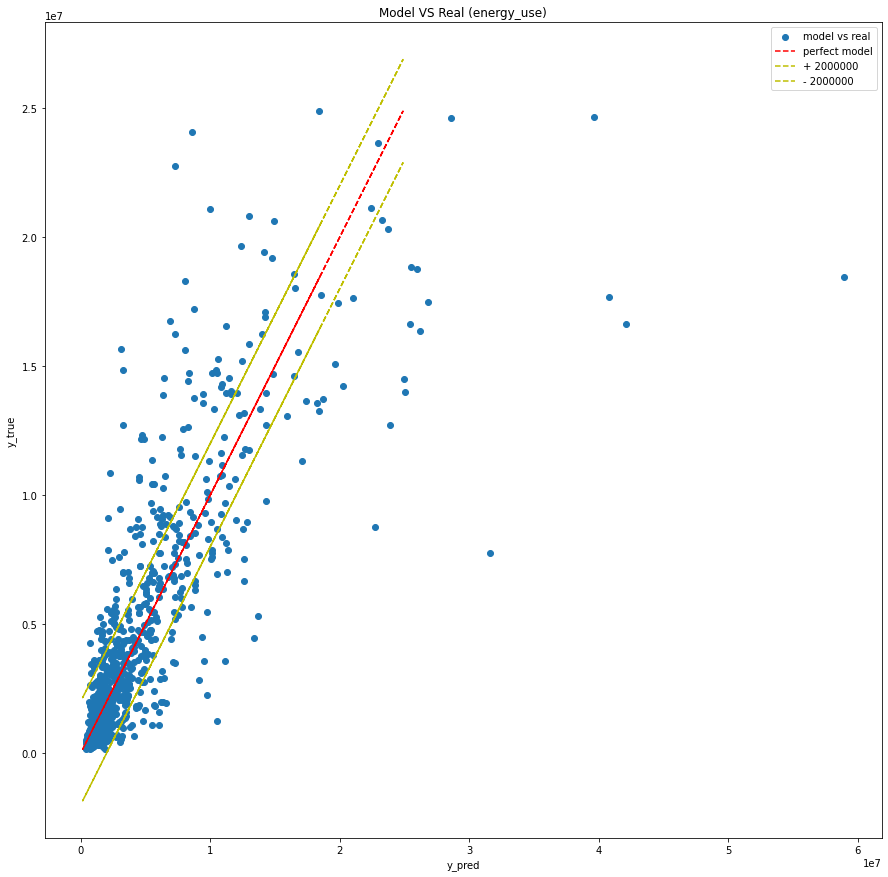 Model VS Real (energy_use)
1e7
model vs real
perfect model
+ 2000000
- 2000000
2.5
2.0
1.5
1.0
0.5
0.0
y_true
0
1
2
3
4
5
6
1e7
y_pred